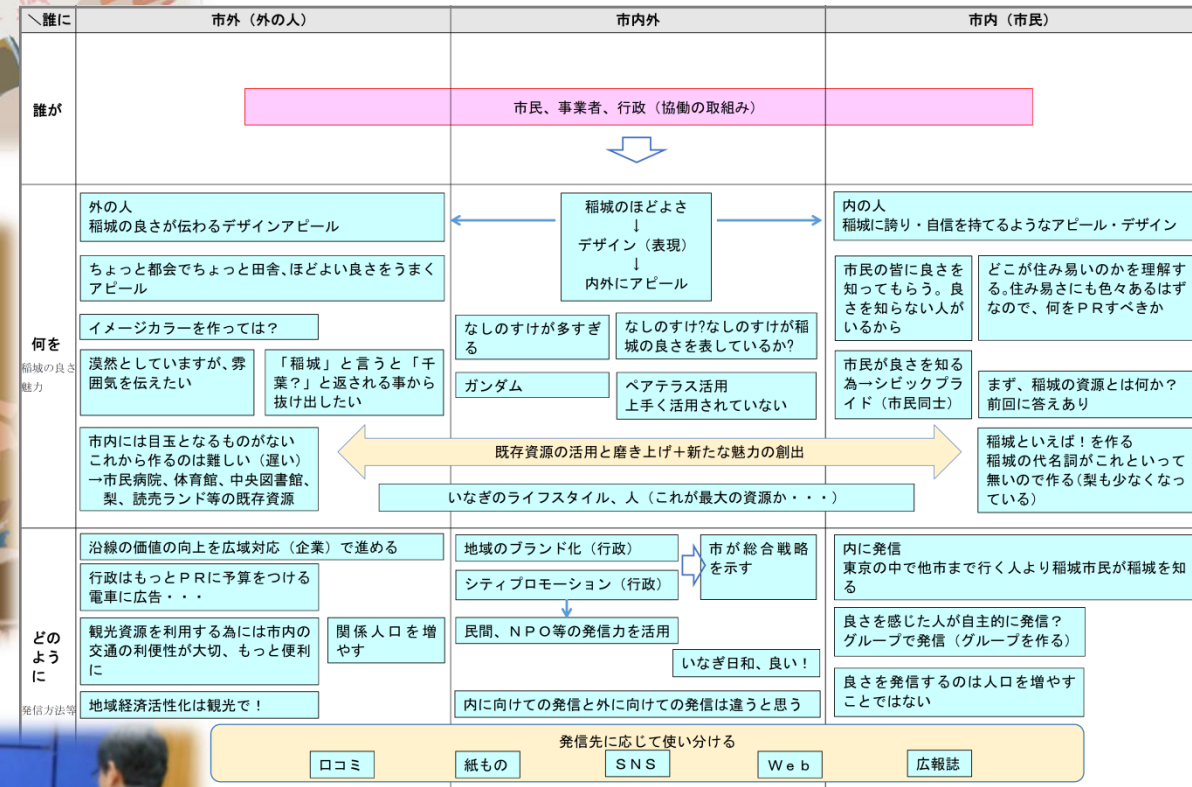 ＼誰に
市外（外の人）
市内外
市内（市民）
誰が
市民、事業者、行政（協働の取組み）
何を
稲城の良さ
魅力
外の人
稲城の良さが伝わるデザインアピール
ちょっと都会でちょっと田舎、ほどよい良さをうまく
アピール
イメージカラーを作っては？
漠然としていますが、雰
囲気を伝えたい
「稲城」と言うと「千
葉？」と返される事から
抜け出したい
市内には目玉となるものがない
これから作るのは難しい（遅い）
→市民病院、体育館、中央図書館、
梨、読売ランド等の既存資源
稲城のほどよさ
↓
デザイン（表現）
↓
内外にアピール
なしのすけが多すぎ
る
なしのすけ?なしのすけが稲
城の良さを表しているか?
ガンダム
ペアテラス活用
上手く活用されていない
既存資源の活用と磨き上げ＋新たな魅力の創出
いなぎのライフスタイル、人（これが最大の資源か・・・）
内の人
稲城に誇り・自信を持てるようなアピール・デザイン
市民の皆に良さを
知ってもらう。良
さを知らない人が
いるから
どこが住み易いのかを理解す
る。住み易さにも色々あるはず
なので、何をＰＲすべきか
市民が良さを知る
為→シビックプラ
イド（市民同士）
まず、稲城の資源とは何か？
前回に答えあり
稲城といえば！を作る
稲城の代名詞がこれといって
無いので作る(梨も少なくなっ
ている)
どの
よう
に
発信方法等
沿線の価値の向上を広域対応（企業）で進める
行政はもっとＰＲに予算をつける
電車に広告・・・
観光資源を利用する為には市内の
交通の利便性が大切、もっと便利
に
関係人口を増
やす
地域経済活性化は観光で！
地域のブランド化（行政）
シティプロモーション（行政）
市が総合戦略
を示す
民間、ＮＰＯ等の発信力を活用
いなぎ日和、良い！
内に向けての発信と外に向けての発信は違うと思う
内に発信
東京の中で他市まで行く人より稲城市民が稲城を知
る
良さを感じた人が自主的に発信？
グループで発信（グループを作る）
良さを発信するのは人口を増やす
ことではない
発信先に応じて使い分ける
口コミ
紙もの
ＳＮＳ
Ｗｅｂ
広報誌